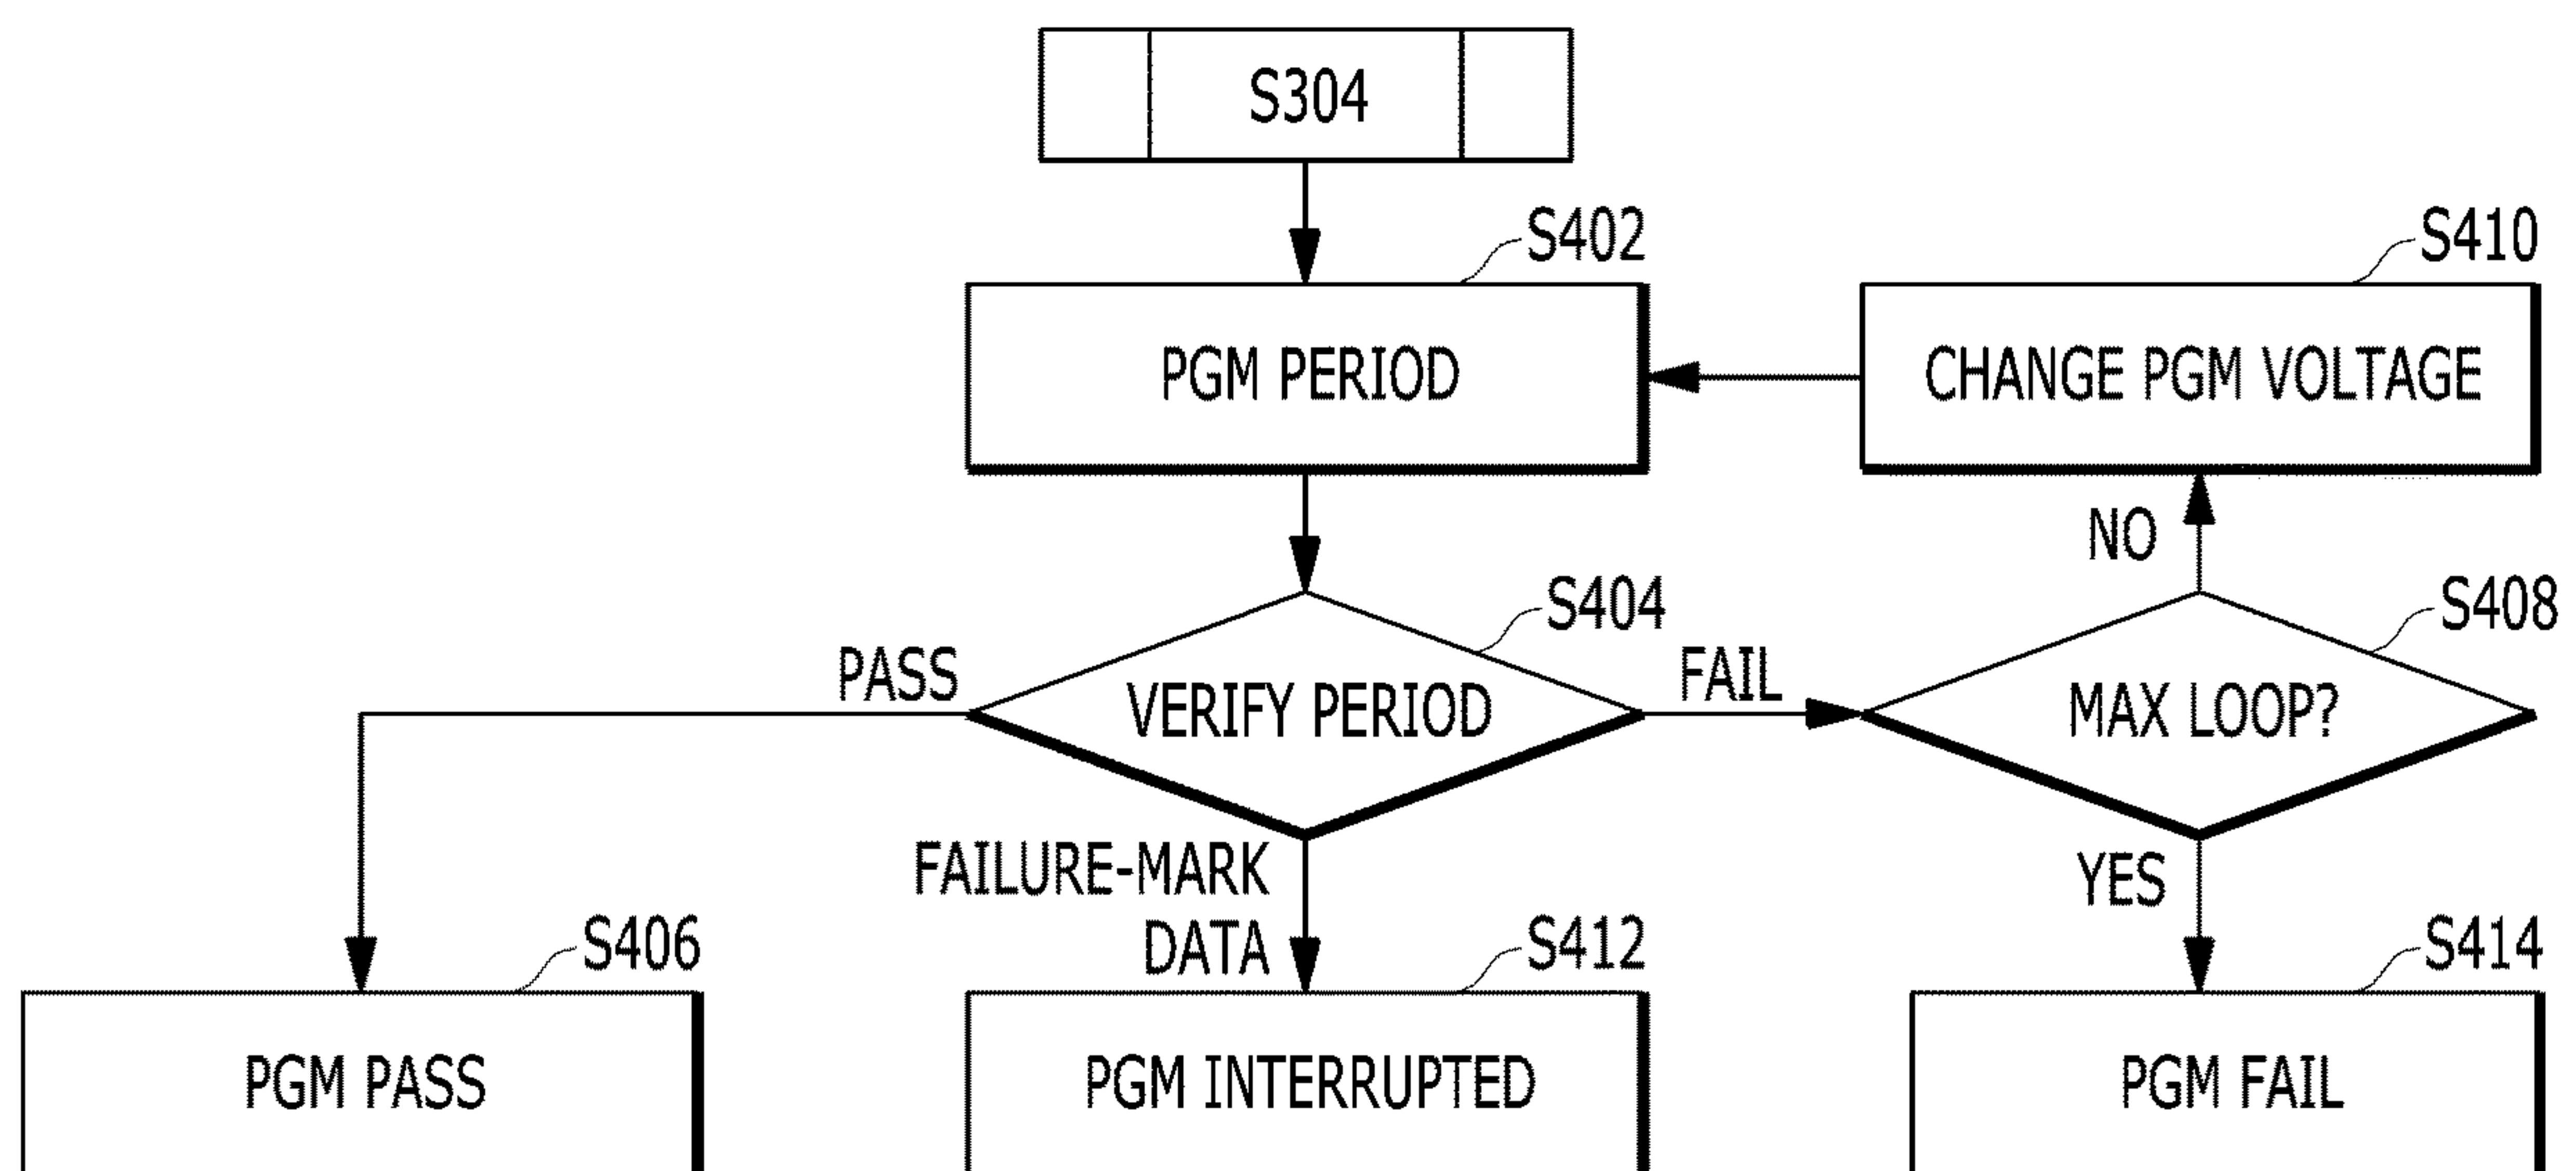 S304
S402
S410
PGM PERIOD
CHANGE PGM VOLTAGE
NO
S404
S408
PASS
FAIL
VERIFY PERIOD
MAX LOOP?
FAILURE-MARK
DATA
YES
S406
S412
S414
PGM PASS
PGM INTERRUPTED
PGM FAIL